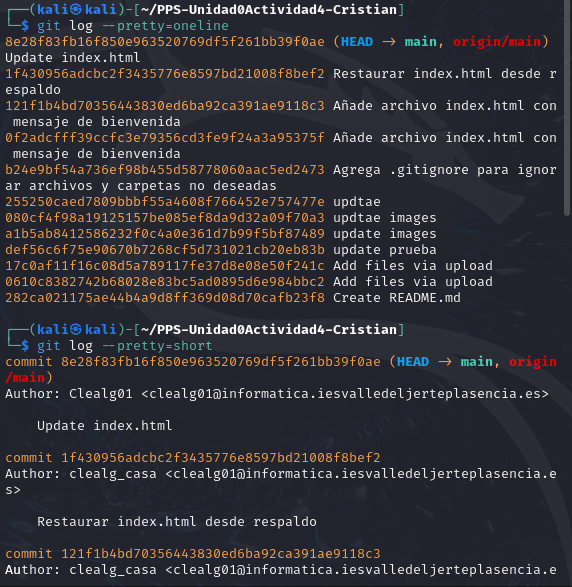 ┌──(kali㉿kali)-[~/PPS-Unidad0Actividad4-Cristian]
└─$ git log --pretty=oneline
8e28f83fb16f850e963520769df5f261bb39f0ae (HEAD -> main, origin/main)
Update index.html
1f430956adcbc2f3435776e8597bd21008f8bef2 Restaurar index.html desde r
espaldo
121f1b4bd70356443830ed6ba92ca391ae9118c3 Añade archivo index.html con
 mensaje de bienvenida
0f2adcfff39ccfc3e79356cd3fe9f24a3a95375f Añade archivo index.html con
 mensaje de bienvenida
b24e9bf54a736ef98b455d58778060aac5ed2473 Agrega .gitignore para ignor
ar archivos y carpetas no deseadas
255250caed7809bbbf55a4608f766452e757477e updtae
080cf4f98a19125157be085ef8da9d32a09f70a3 updtae images
a1b5ab8412586232f0c4a0e361d7b99f5bf87489 update images
def56c6f75e90670b7268cf5d731021cb20eb83b update prueba
17c0af11f16c08d5a789117fe37d8e08e50f241c Add files via upload
0610c8382742b68028e83bc5ad0895d6e984bbc2 Add files via upload
282ca021175ae44b4a9d8ff369d08d70cafb23f8 Create README.md
┌──(kali㉿kali)-[~/PPS-Unidad0Actividad4-Cristian]
└─$ git log --pretty=short
commit 8e28f83fb16f850e963520769df5f261bb39f0ae (HEAD -> main, origin
/main)
Author: Clealg01 <clealg01@informatica.iesvalledeljerteplasencia.es>
Update index.html
commit 1f430956adcbc2f3435776e8597bd21008f8bef2
Author: clealg_casa <clealg01@informatica.iesvalledeljerteplasencia.e
s>
Restaurar index.html desde respaldo
commit 121f1b4bd70356443830ed6ba92ca391ae9118c3
Author: clealg_casa <clealg01@informatica.iesvalledeljerteplasencia.e